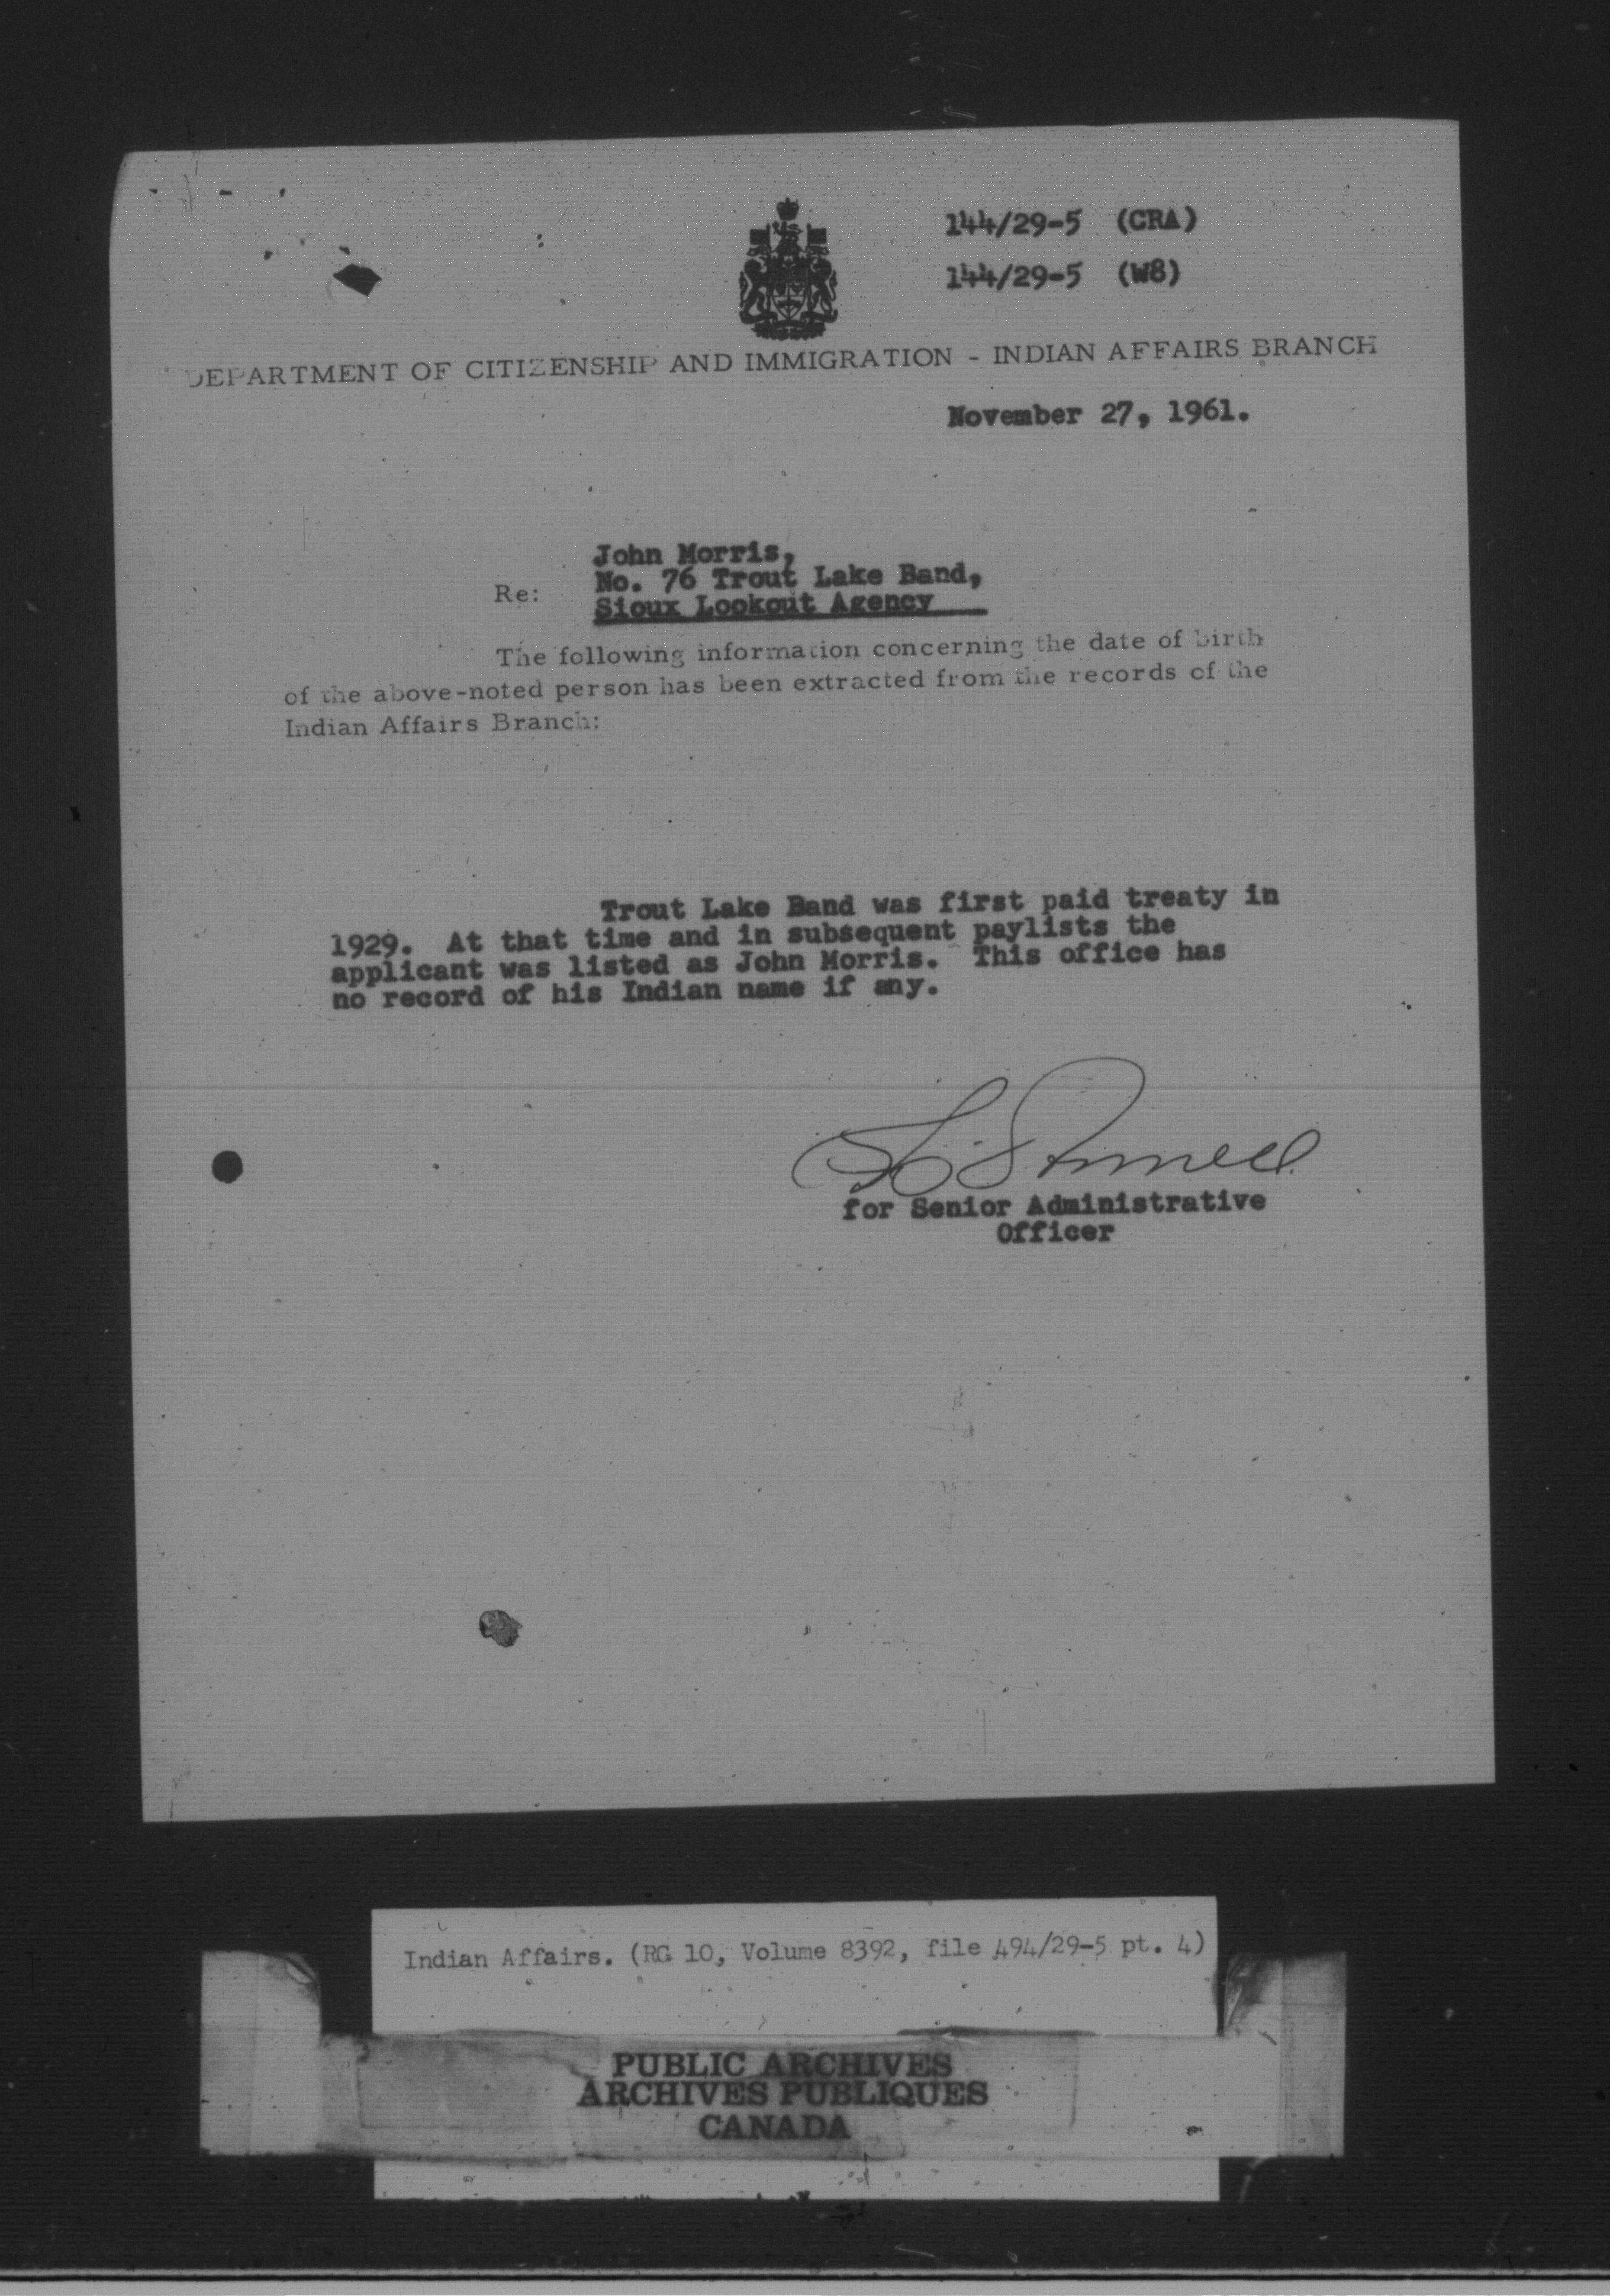 144/29-5 (CRA)
144/29-5 (W8)
DEPARTMENT OF CITIZENSHIP AND IMMIGRATION - INDIAN AFFAIRS BRANCH
November 27, 1961.
John Morris,
Re: No. 76 Trout Lake Band,
Sioux Lookout Agency
The following information concerning the date of birth
of the above-noted person has been extracted from the records of the
Indian Affairs Branch:
Trout Lake Band was first paid treaty in
1929. At that time and in subsequent paylists the
applicant was listed as John Morris. This office has
no record of his Indian name if any.
for Senior Administrative
Officer
Indian Affairs. (RG 10, Volume 8392, file 494/29-5 pt. 4)
PUBLIC ARCHIVES
ARCHIVES PUBLIQUES
CANADA